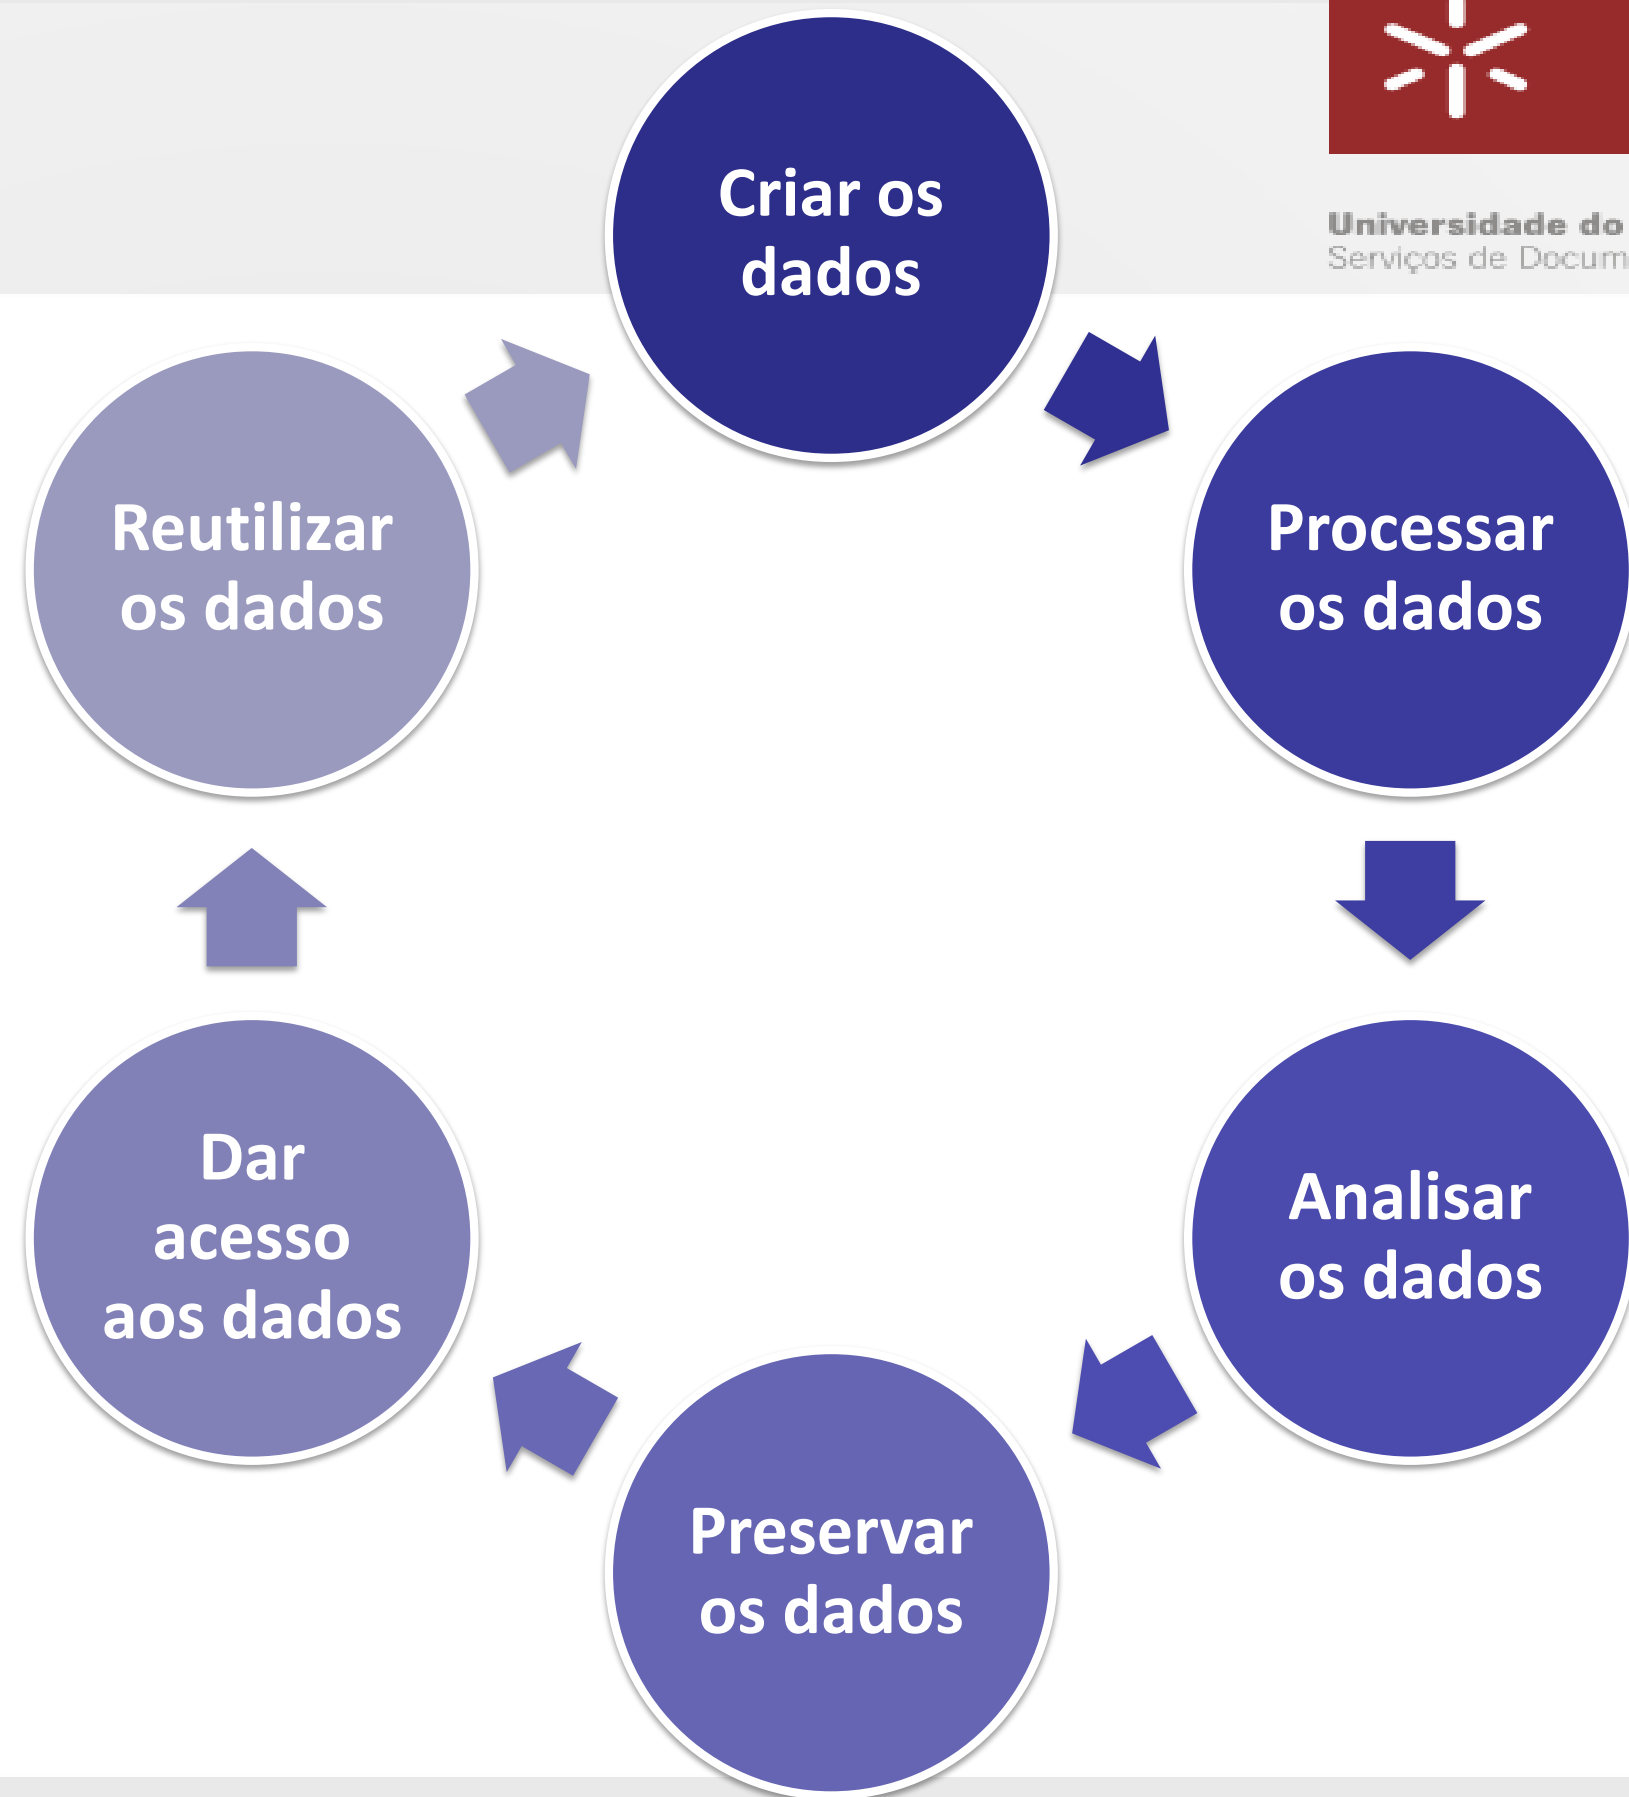 Criar os
dados
Universidade do
Serviços de
Processar
os dados
Analisar
os dados
Preservar
os dados
Dar
acesso
aos dados
Reutilizar
os dados